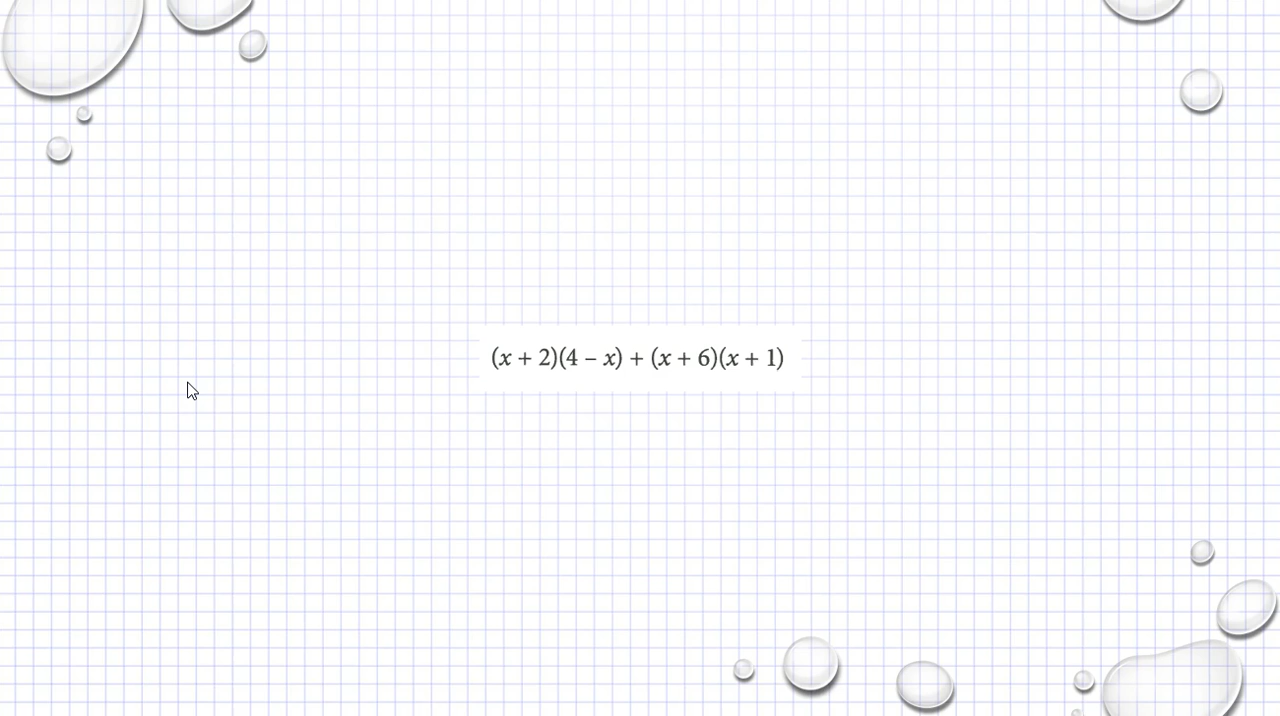 (x + 2)(4 – x) + (x + 6)(x + 1)